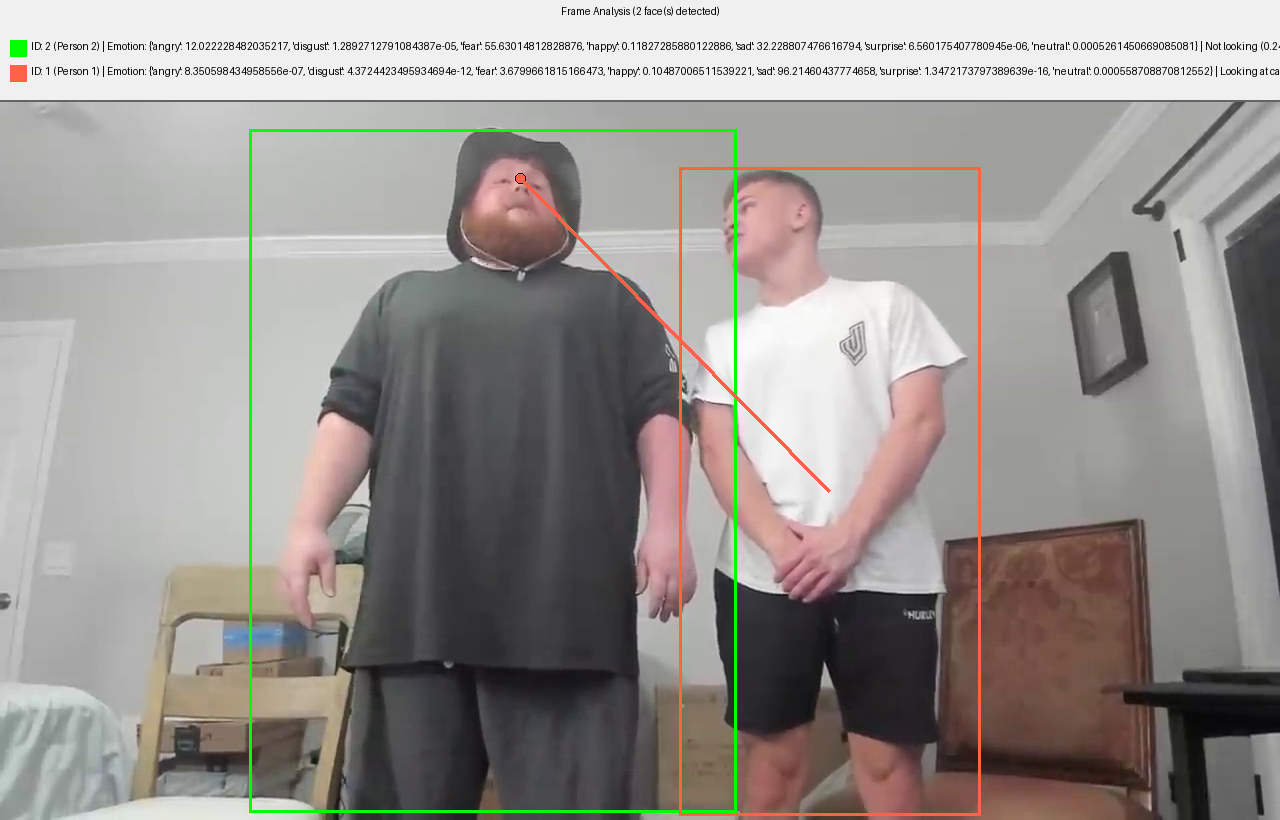 Frame Analysis (2 face(s) detected)
ID: 2 (Person 2) | Emotion: {'angry': 12.022228482035217, 'disgust': 1.2892712791084387e-05, 'fear': 55.63014812828876, 'happy': 0.11827285880122886, 'sad': 32.228807476616794, 'surprise': 6.560175407780945e-06, 'neutral': 0.0005261450669085081} | Not looking (0.2
ID: 1 (Person 1) | Emotion: {'angry': 8.350598434958556e-07, 'disgust': 4.3724423495934694e-12, 'fear': 3.6799661815166473, 'happy': 0.10487006511539221, 'sad': 96.21460437774658, 'surprise': 1.3472173797389639e-16, 'neutral': 0.000558708870812552} | Looking at ca
HURLEY